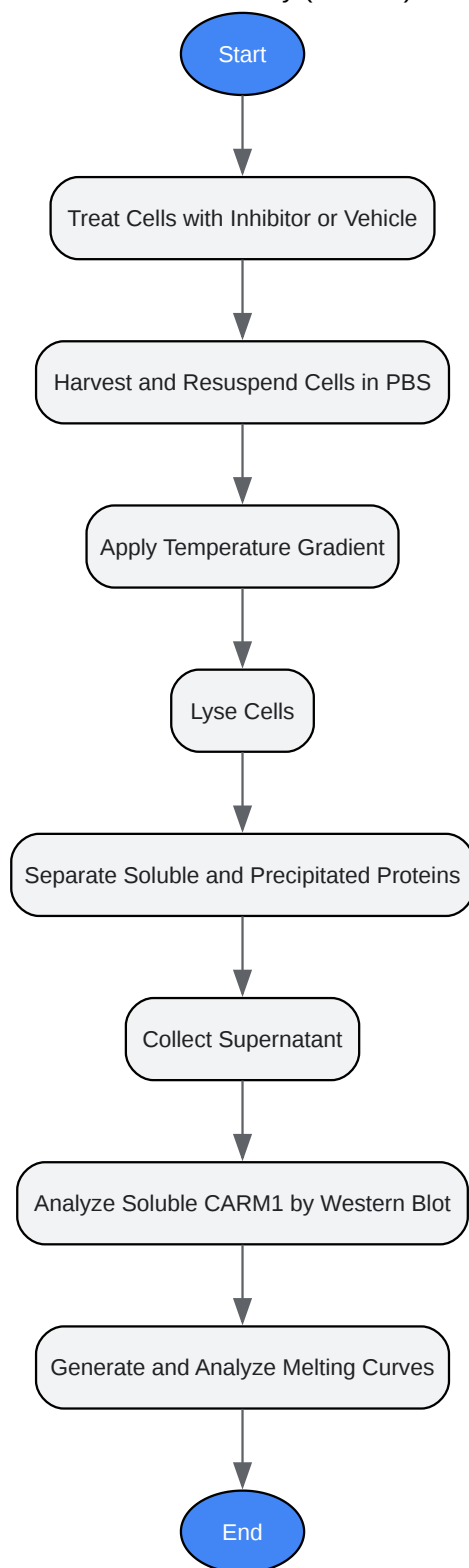 Start
Treat Cells with Inhibitor or Vehicle
Harvest and Resuspend Cells in PBS
Apply Temperature Gradient
Lyse Cells
Separate Soluble and Precipitated Proteins
Collect Supernatant
Analyze Soluble CARM1 by Western Blot
Generate and Analyze Melting Curves
End